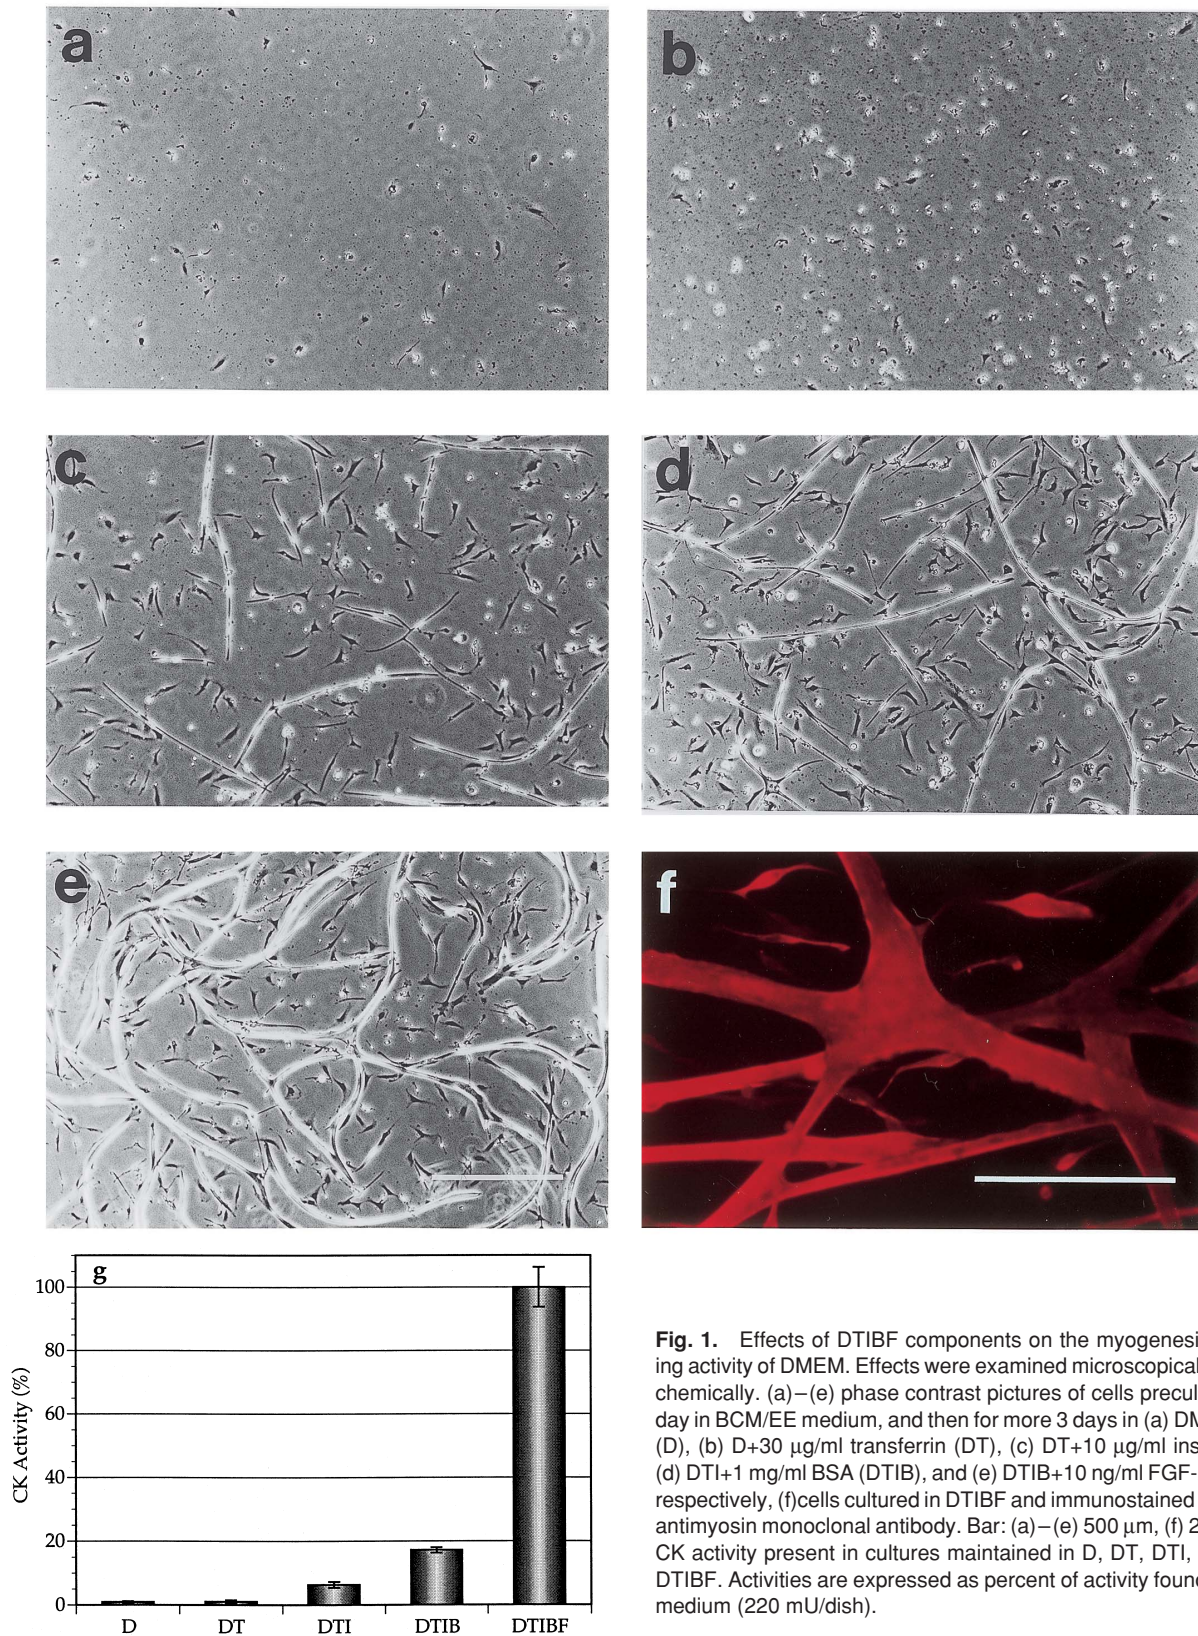 a
b
c
d
e
f
g
100
80
60
40
20
0
CK Activity (%)
D
DT
DTI
DTIB
DTIBF
Fig. 1. Effects of DTIBF components on the myogenesi
ing activity of DMEM. Effects were examined microscopical
chemically. (a)–(e) phase contrast pictures of cells precul
day in BCM/EE medium, and then for more 3 days in (a) DM
(D), (b) D+30 μg/ml transferrin (DT), (c) DT+10 μg/ml ins
(d) DTI+1 mg/ml BSA (DTIB), and (e) DTIB+10 ng/ml FGF-
respectively, (f)cells cultured in DTIBF and immunostained
antimyosin monoclonal antibody. Bar: (a)–(e) 500 μm, (f) 2
CK activity present in cultures maintained in D, DT, DTI,
DTIBF. Activities are expressed as percent of activity foun
medium (220 mU/dish).